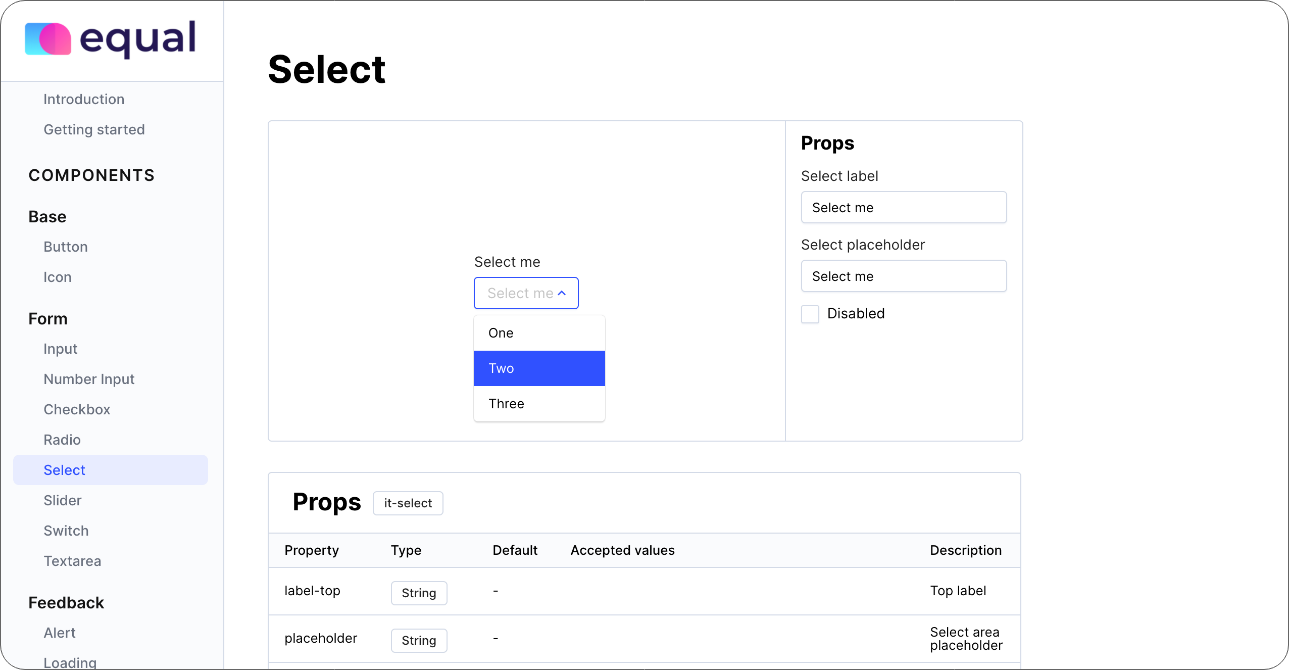 equal
Introduction
Getting started
COMPONENTS
Base
Button
Icon
Form
Input
Number Input
Checkbox
Radio
Select
Slider
Switch
Textarea
Feedback
Alert
Loading
Select
Select me
Select me
One
Two
Three
Props
Select label
Select me
Select placeholder
Select me
Disabled
Props it-select
Property Type Default Accepted values Description
label-top String - Top label
placeholder String - Select area
placeholder